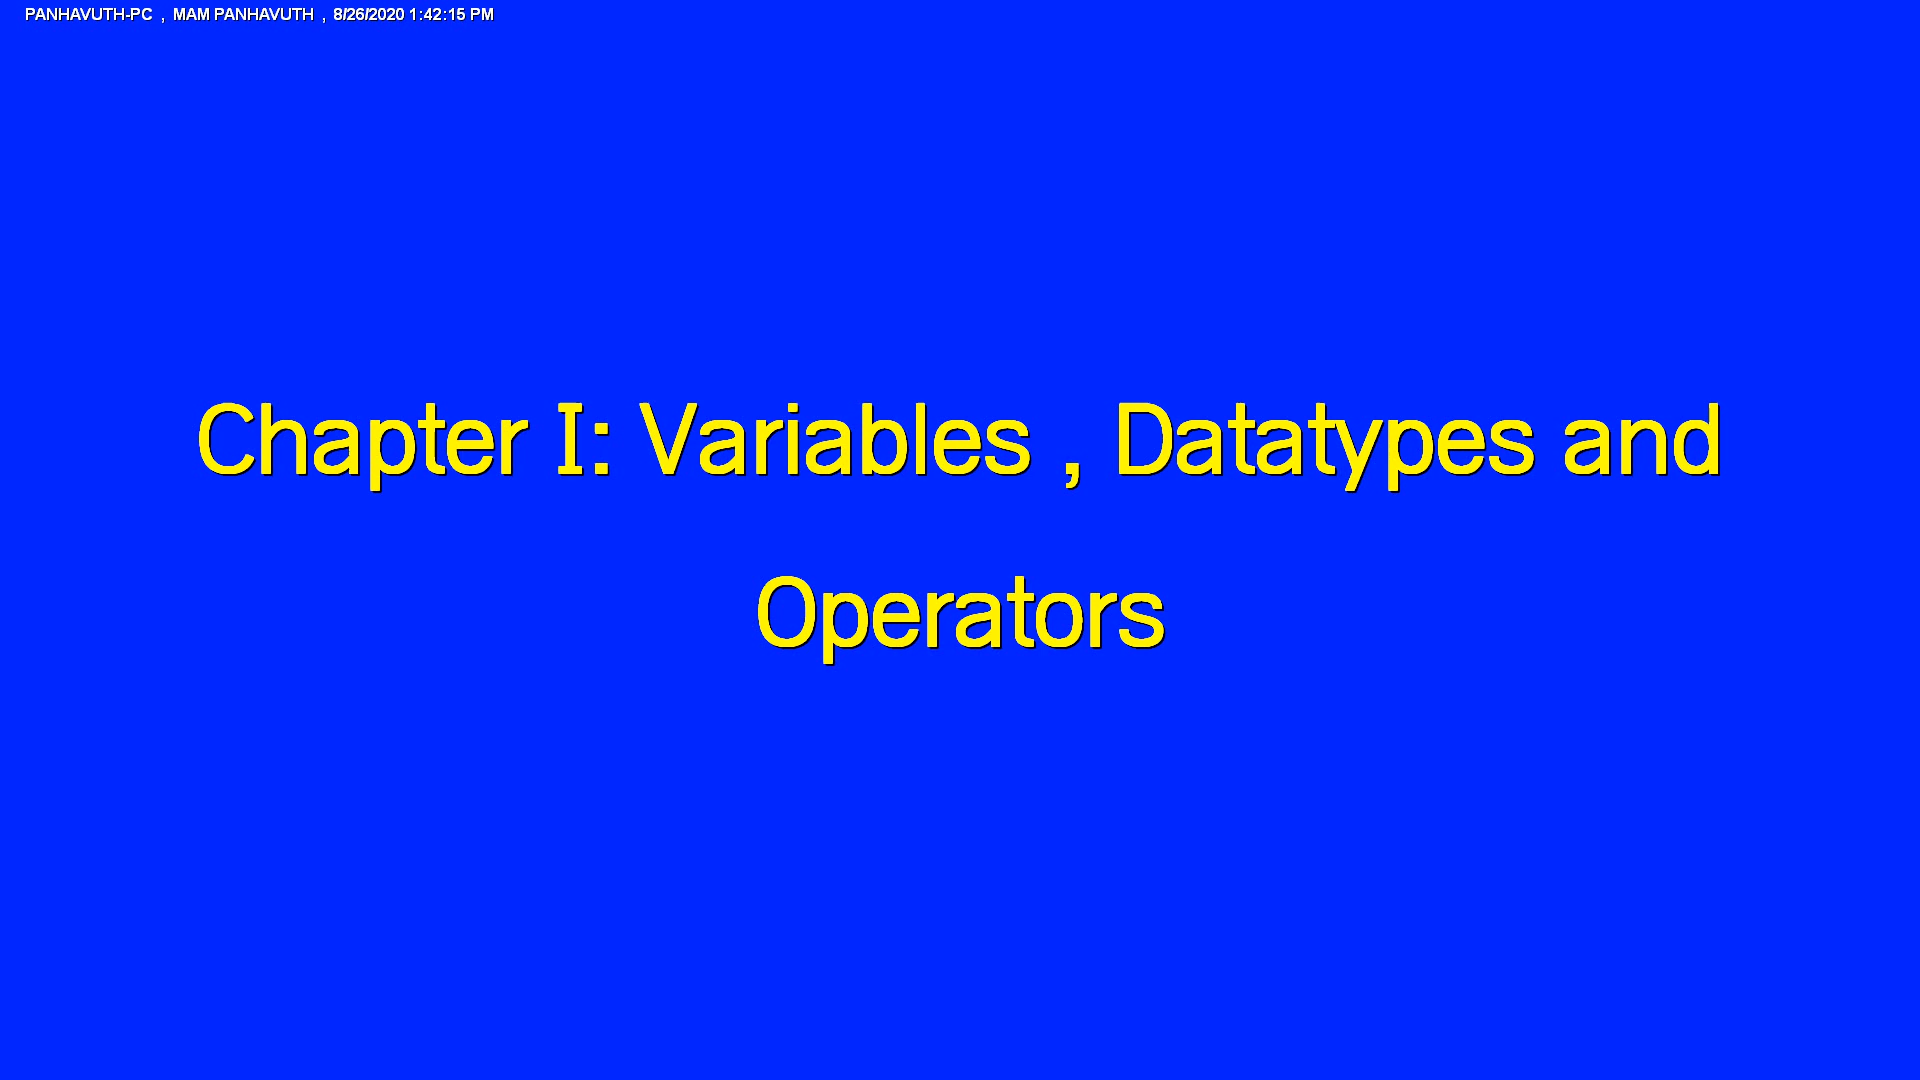 PANHAVUTH-PC , MAM PANHAVUTH , 8/26/2020 1:42:15 PM
Chapter I: Variables , Datatypes and
Operators